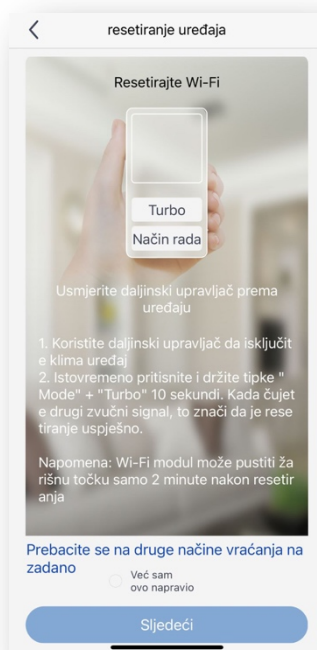 resetiranje uređaja
Resetirajte Wi-Fi
Turbo
Način rada
Usmjerite daljinski upravljač prema
uređaju
1. Koristite daljinski upravljač da isključit
e klima uređaj
2. Istovremeno pritisnite i držite tipke "
Mode" + "Turbo" 10 sekundi. Kada čujet
e drugi zvučni signal, to znači da je rese
tiranje uspješno.
Napomena: Wi-Fi modul može pustiti ža
rišnu točku samo 2 minute nakon resetir
anja
Prebacite se na druge načine vraćanja na
zadano
Već sam
ovo napravio
Sljedeći